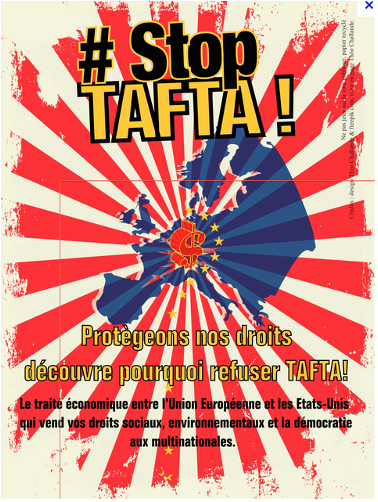 # Stop
TAFTA !
Protègeons nos droits
découvre pourquoi refuser TAFTA!
Le traité économique entre l'Union Européenne et les Etats-Unis
qui vend vos droits sociaux, environnementaux et la démocratie
aux multinationales.